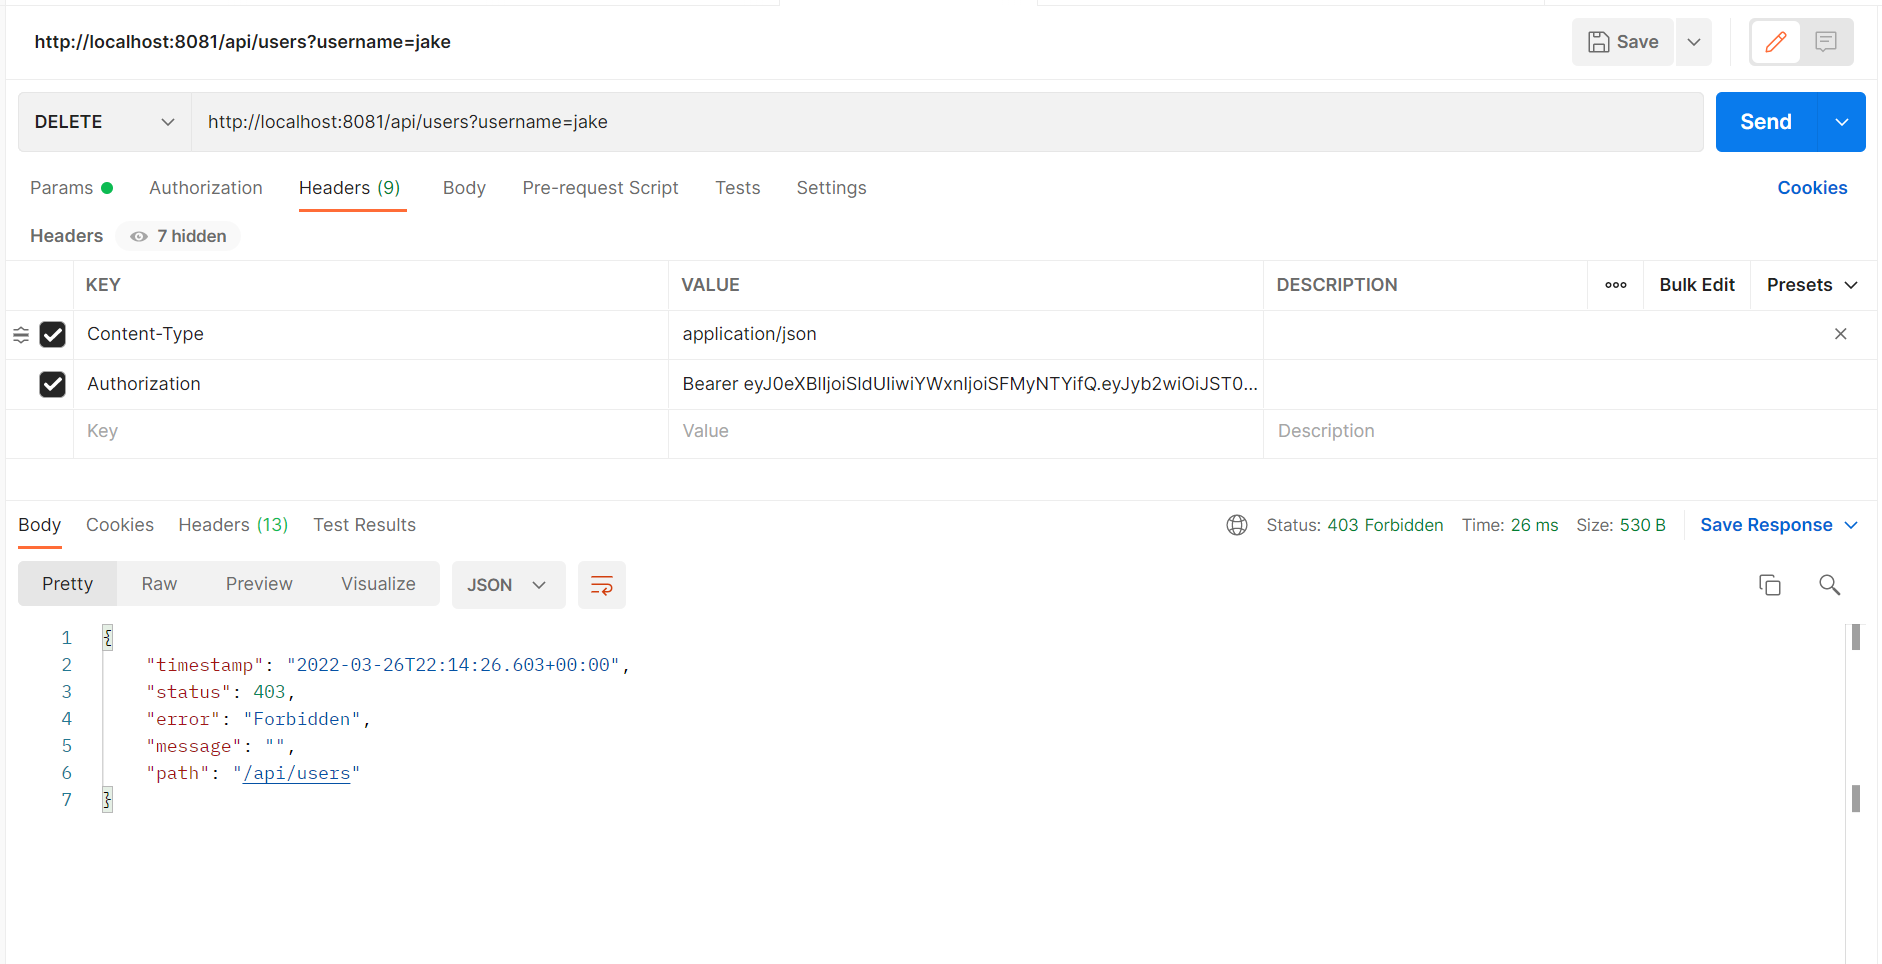 http://localhost:8081/api/users?username=jake
Save
DELETE http://localhost:8081/api/users?username=jake Send
Params Authorization Headers (9) Body Pre-request Script Tests Settings Cookies
Headers 7 hidden
KEY VALUE DESCRIPTION ooo Bulk Edit Presets
Content-Type application/json
Authorization Bearer eyJ0eXBlIjoiSldUIiwiYWxnIjoiSFMyNTYifQ.eyJyb2wiOiJST0...
Key Value Description
Body Cookies Headers (13) Test Results Status: 403 Forbidden Time: 26 ms Size: 530 B Save Response
Pretty Raw Preview Visualize JSON
1 {
2 "timestamp": "2022-03-26T22:14:26.603+00:00",
3 "status": 403,
4 "error": "Forbidden",
5 "message": "",
6 "path": "/api/users"
7 }